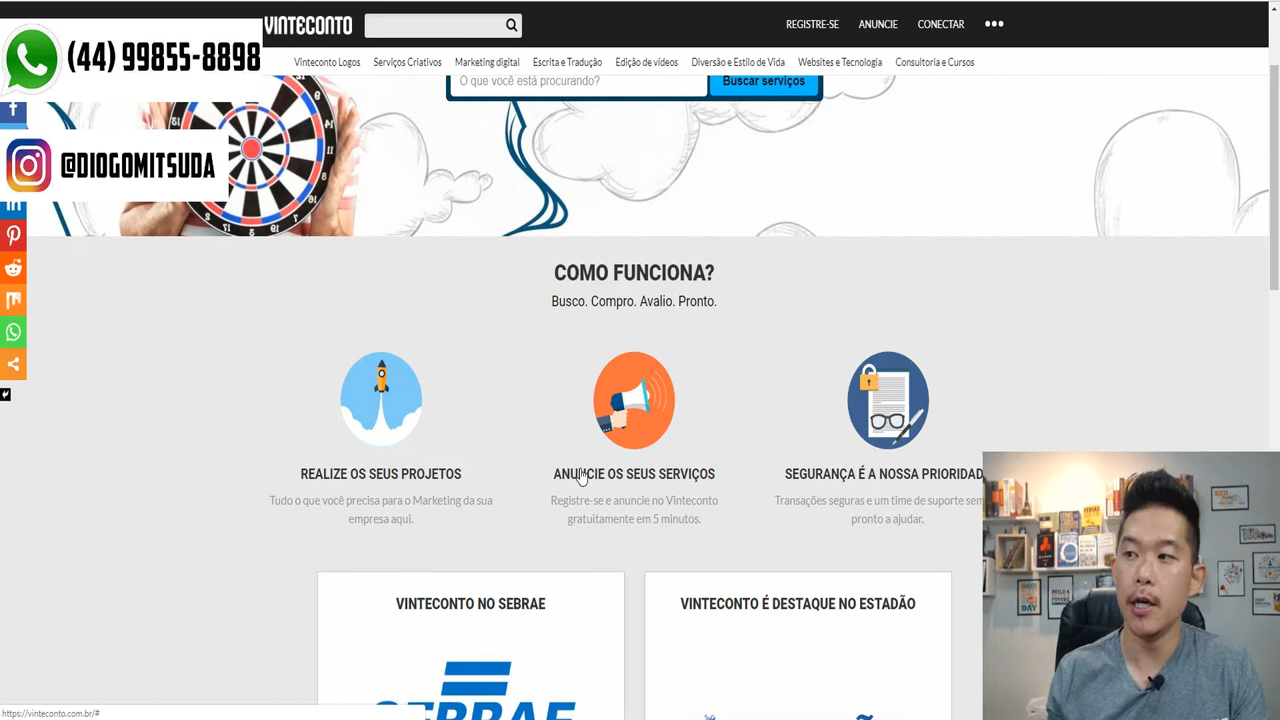 VINTECONTO
REGISTRE-SE ANUNCIE CONECTAR
(44) 99855-8898
Vinteconto Logos Serviços Criativos Marketing digital Escrita e Tradução Edição de vídeos Diversão e Estilo de Vida Websites e Tecnologia Consultoria e Cursos
O que você está procurando? Buscar serviços
@DIOGOMITSUDA
COMO FUNCIONA?
Busco. Compro. Avalio. Pronto.
REALIZE OS SEUS PROJETOS
Tudo o que você precisa para o Marketing da sua
empresa aqui.
ANUNCIE OS SEUS SERVIÇOS
Registre-se e anuncie no Vinteconto
gratuitamente em 5 minutos.
SEGURANÇA É A NOSSA PRIORIDAD
Transações seguras e um time de suporte sem
pronto a ajudar.
VINTECONTO NO SEBRAE
SEBRAE
VINTECONTO É DESTAQUE NO ESTADÃO
https://vinteconto.com.br/#